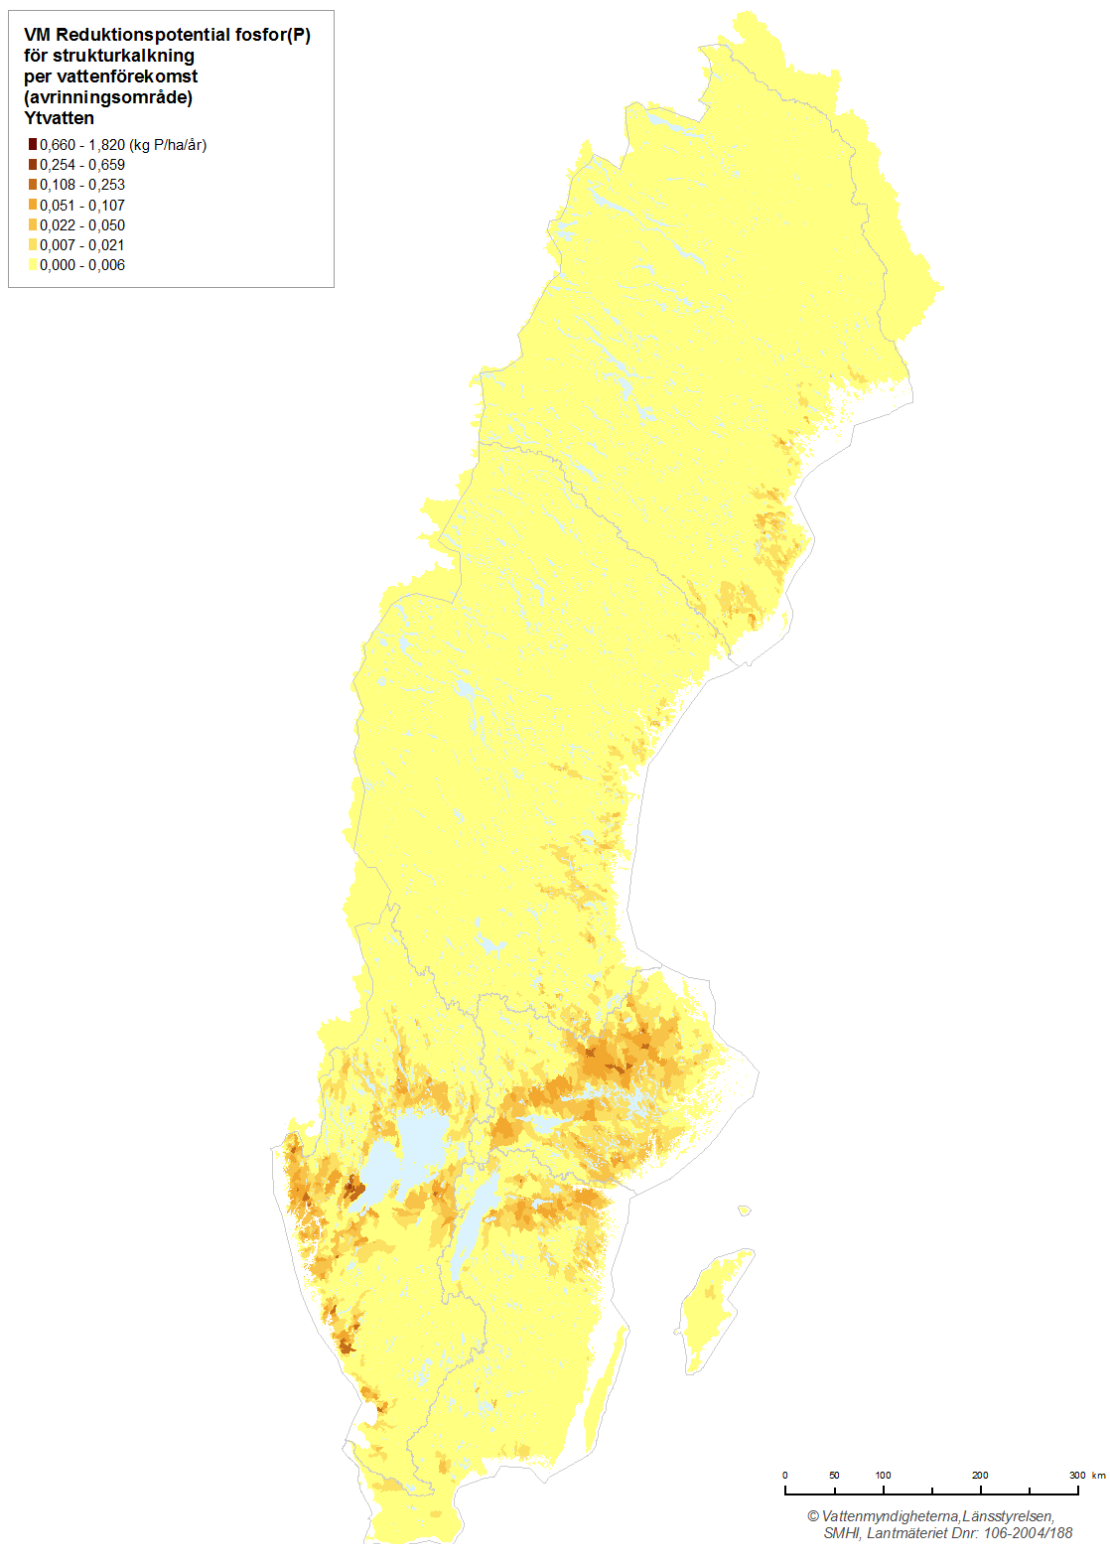 VM Reduktionspotential fosfor(P)
för strukturkalkning
per vattenförekomst
(avrinningsområde)
Ytvatten
0,660 - 1,820 (kg P/ha/år)
0,254 - 0,659
0,108 - 0,253
0,051 - 0,107
0,022 - 0,050
0,007 - 0,021
0,000 - 0,006
0 50 100 200 300 km
© Vattenmyndigheterna,Länsstyrelsen,
SMHI, Lantmäteriet Dnr: 106-2004/188